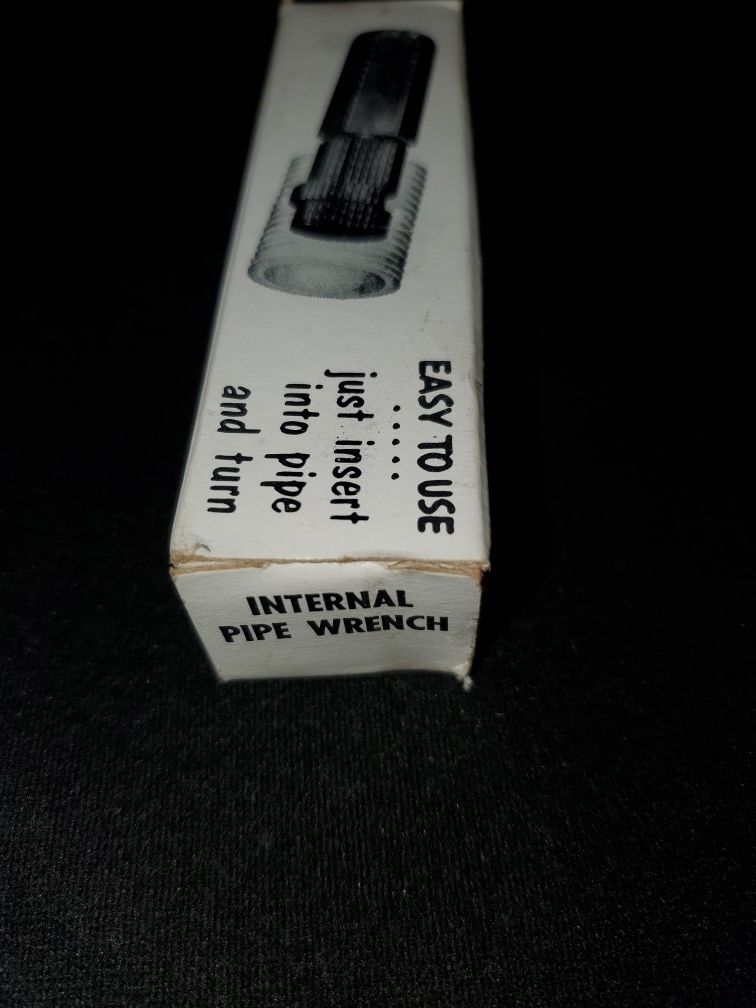 EASY TO USE
.....
just insert
into pipe
and turn
INTERNAL
PIPE WRENCH